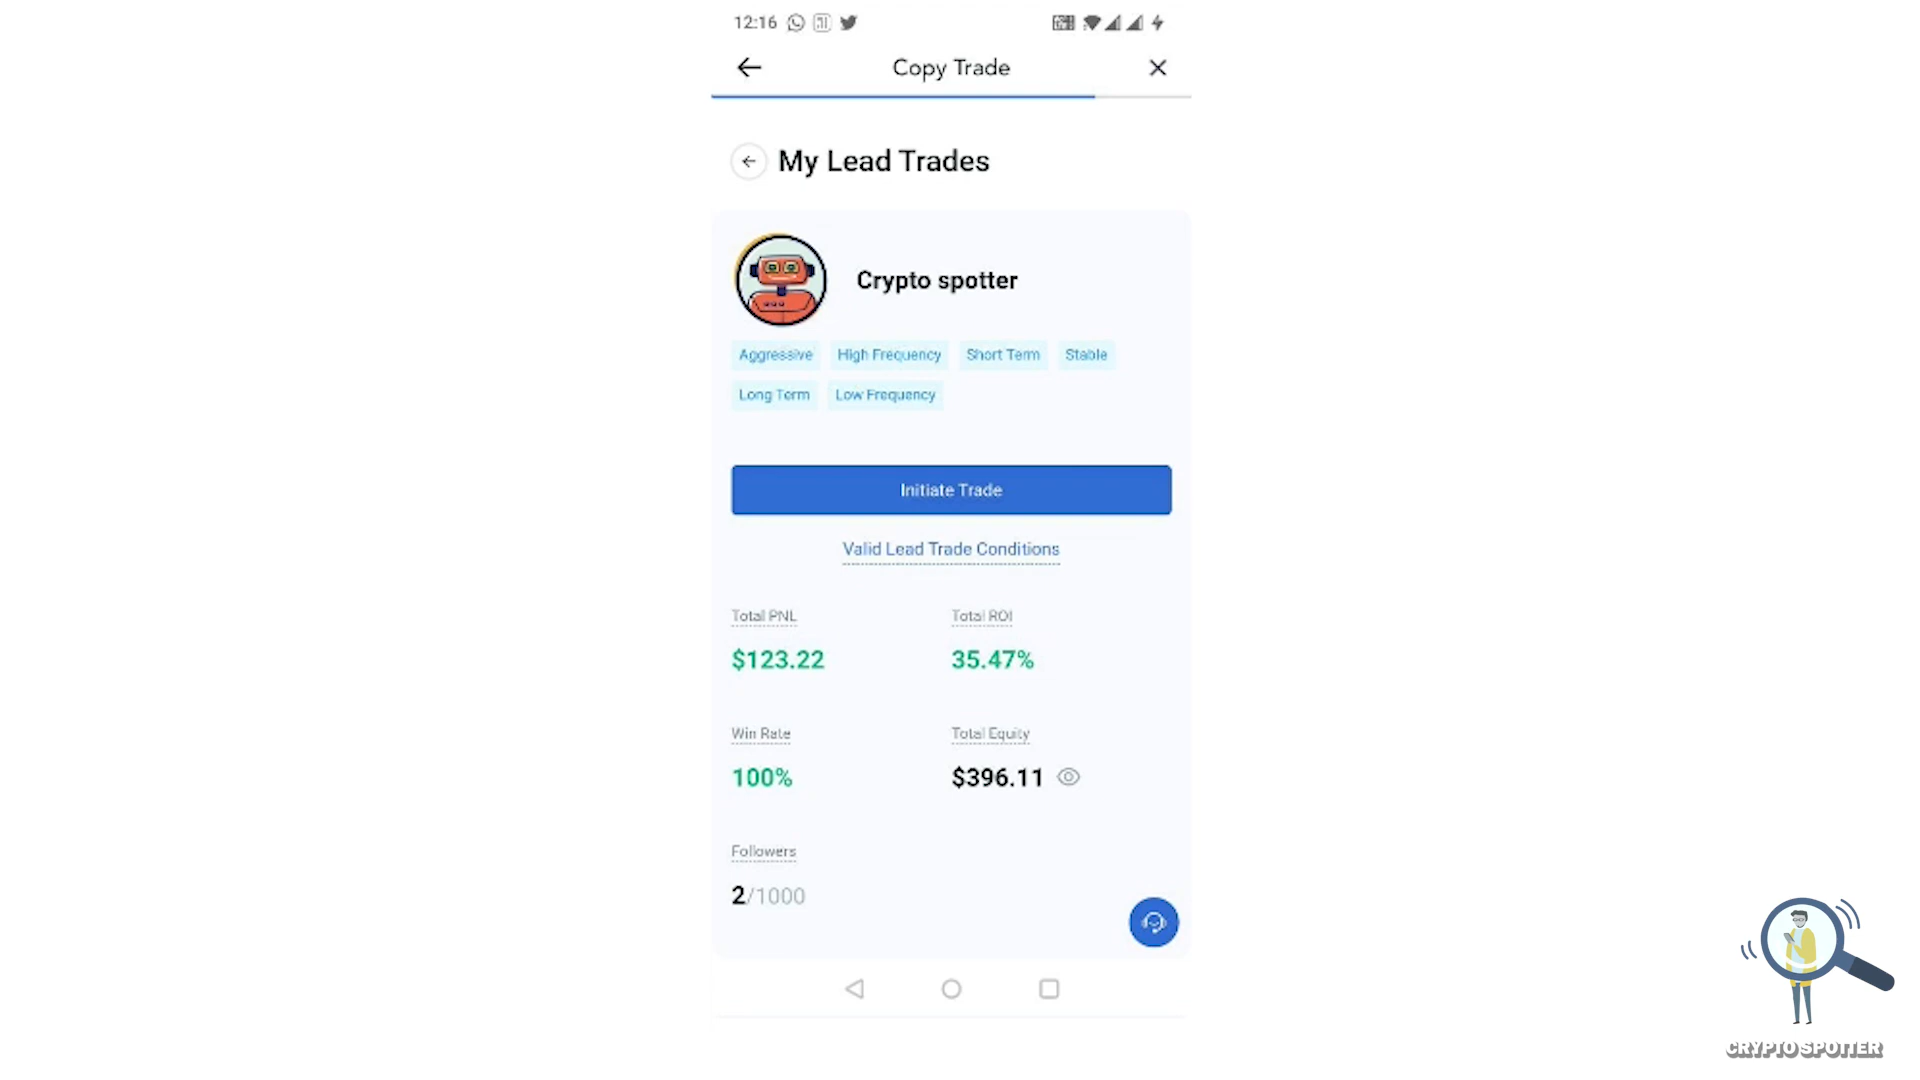 12:16
Copy Trade
My Lead Trades
Crypto spotter
Aggressive High Frequency Short Term Stable
Long Term Low Frequency
Initiate Trade
Valid Lead Trade Conditions
Total PNL Total ROI
$123.22 35.47%
Win Rate Total Equity
100% $396.11
Followers
2/1000
CRYPTO SPOTTER